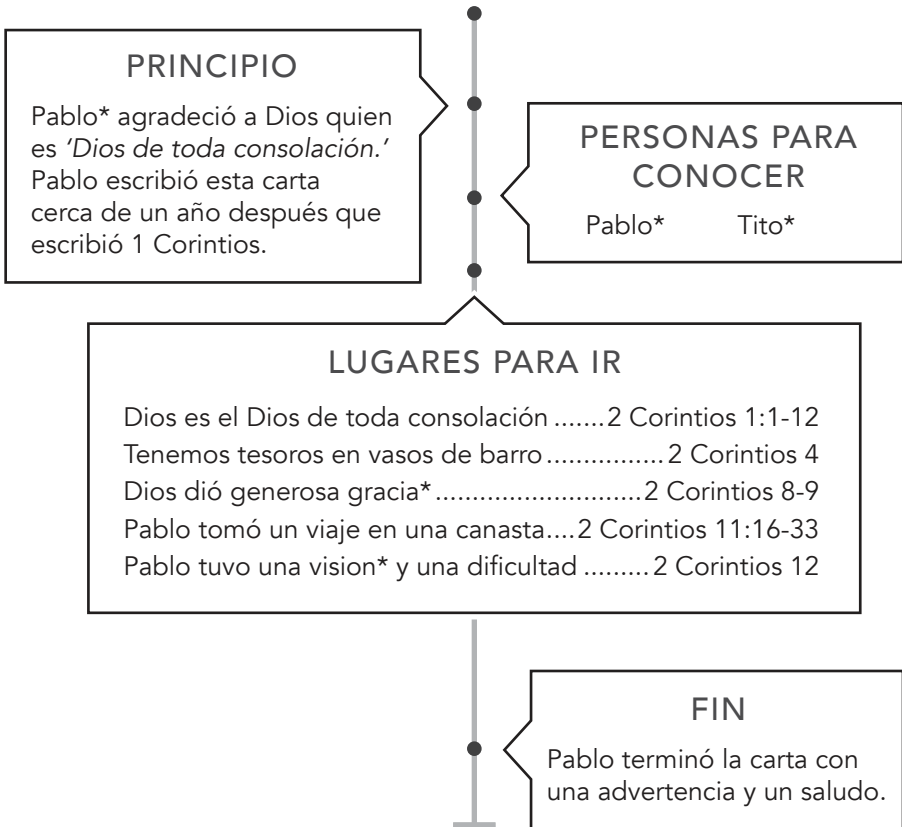 PRINCIPIO
Pablo* agradeció a Dios quien
es 'Dios de toda consolación.'
Pablo escribió esta carta
cerca de un año después que
escribió 1 Corintios.
PERSONAS PARA
CONOCER
Pablo* Tito*
LUGARES PARA IR
Dios es el Dios de toda consolación .......2 Corintios 1:1-12
Tenemos tesoros en vasos de barro.................2 Corintios 4
Dios dió generosa gracia*..............................2 Corintios 8-9
Pablo tomó un viaje en una canasta....2 Corintios 11:16-33
Pablo tuvo una vision* y una dificultad .........2 Corintios 12
FIN
Pablo terminó la carta con
una advertencia y un saludo.